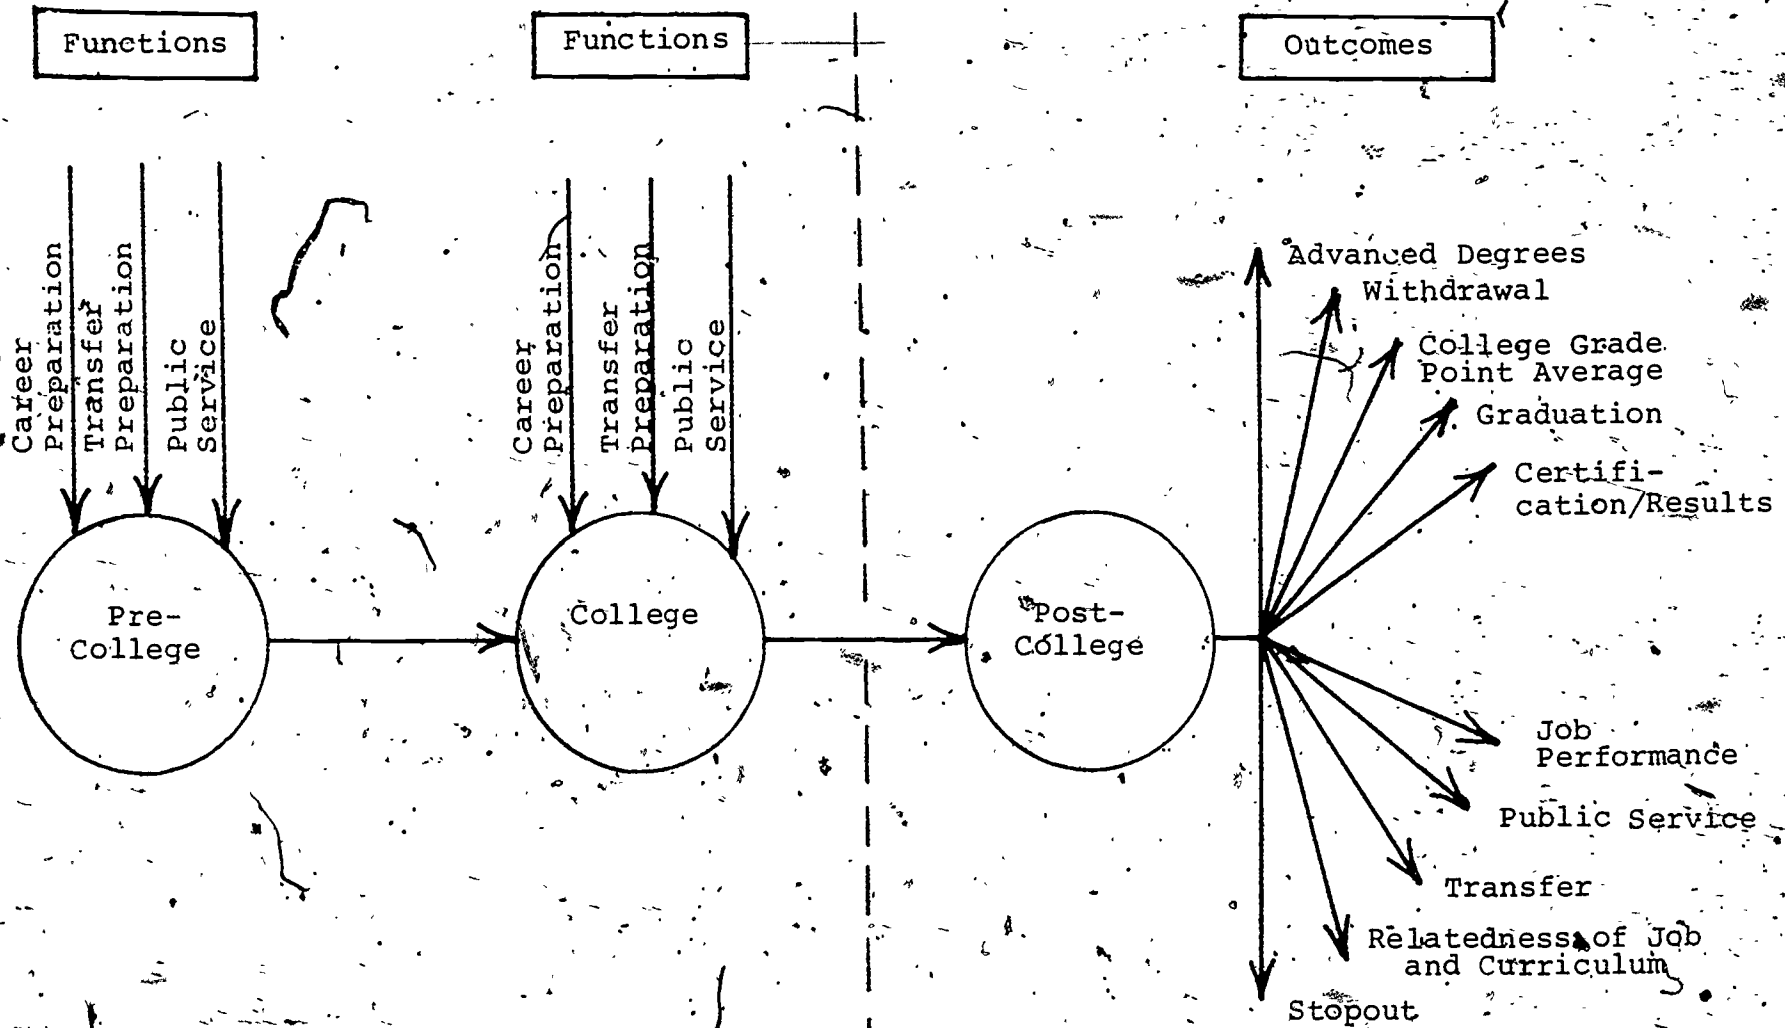 Functions
Functions
Outcomes
Career
Preparation
Transfer
Preparation
Public
Service
Career
Preparation
Transfer
Preparation
Public
Service
Pre-
College
College
Post-
College
Advanced Degrees
Withdrawal
College Grade
Point Average
Graduation
Certifi-
cation/Results
Job
Performance
Public Service
Transfer
Relatedness of Job
and Curriculum
Stopout